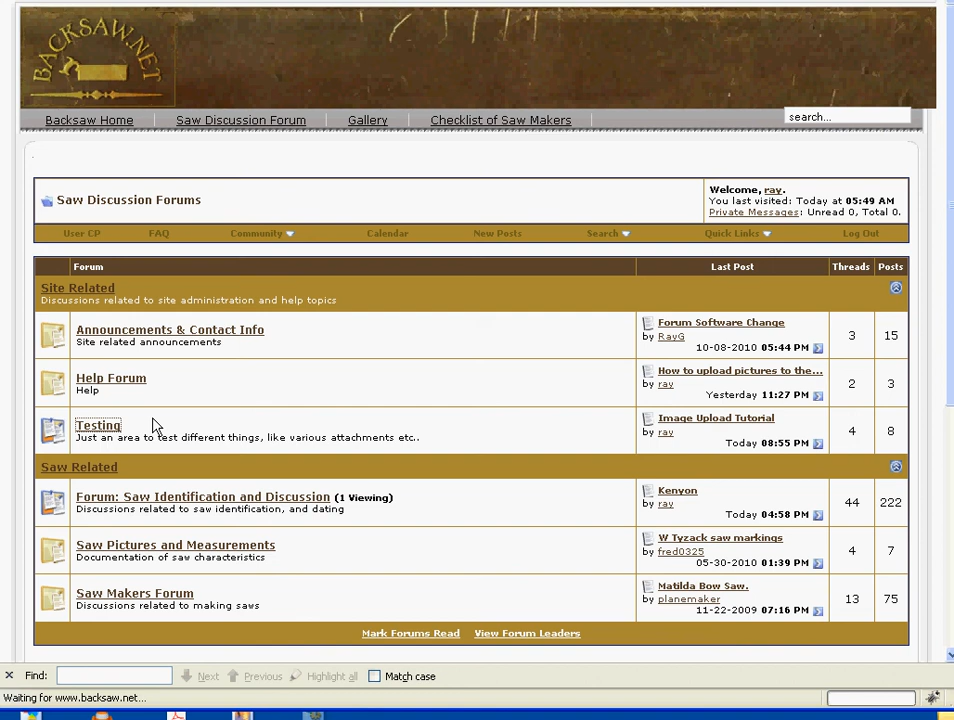 BACKSAW.NET
Backsaw Home Saw Discussion Forum Gallery Checklist of Saw Makers search...
Saw Discussion Forums
Welcome, ray.
You last visited: Today at 05:49 AM
Private Messages: Unread 0, Total 0.
User CP FAQ Community Calendar New Posts Search Quick Links Log Out
Forum Last Post Threads Posts
Site Related
Discussions related to site administration and help topics
Announcements & Contact Info
Site related announcements
Forum Software Change
by RayG
10-08-2010 05:44 PM
3 15
Help Forum
Help
How to upload pictures to the...
by ray
Yesterday 11:27 PM
2 3
Testing
Just an area to test different things, like various attachments etc..
Image Upload Tutorial
by ray
Today 08:55 PM
4 8
Saw Related
Forum: Saw Identification and Discussion (1 Viewing)
Discussions related to saw identification, and dating
Kenyon
by ray
Today 04:58 PM
44 222
Saw Pictures and Measurements
Documentation of saw characteristics
W Tyzack saw markings
by fred0325
05-30-2010 01:39 PM
4 7
Saw Makers Forum
Discussions related to making saws
Matilda Bow Saw.
by planemaker
11-22-2009 07:16 PM
13 75
Mark Forums Read View Forum Leaders
Find: Next Previous Highlight all Match case
Waiting for www.backsaw.net...